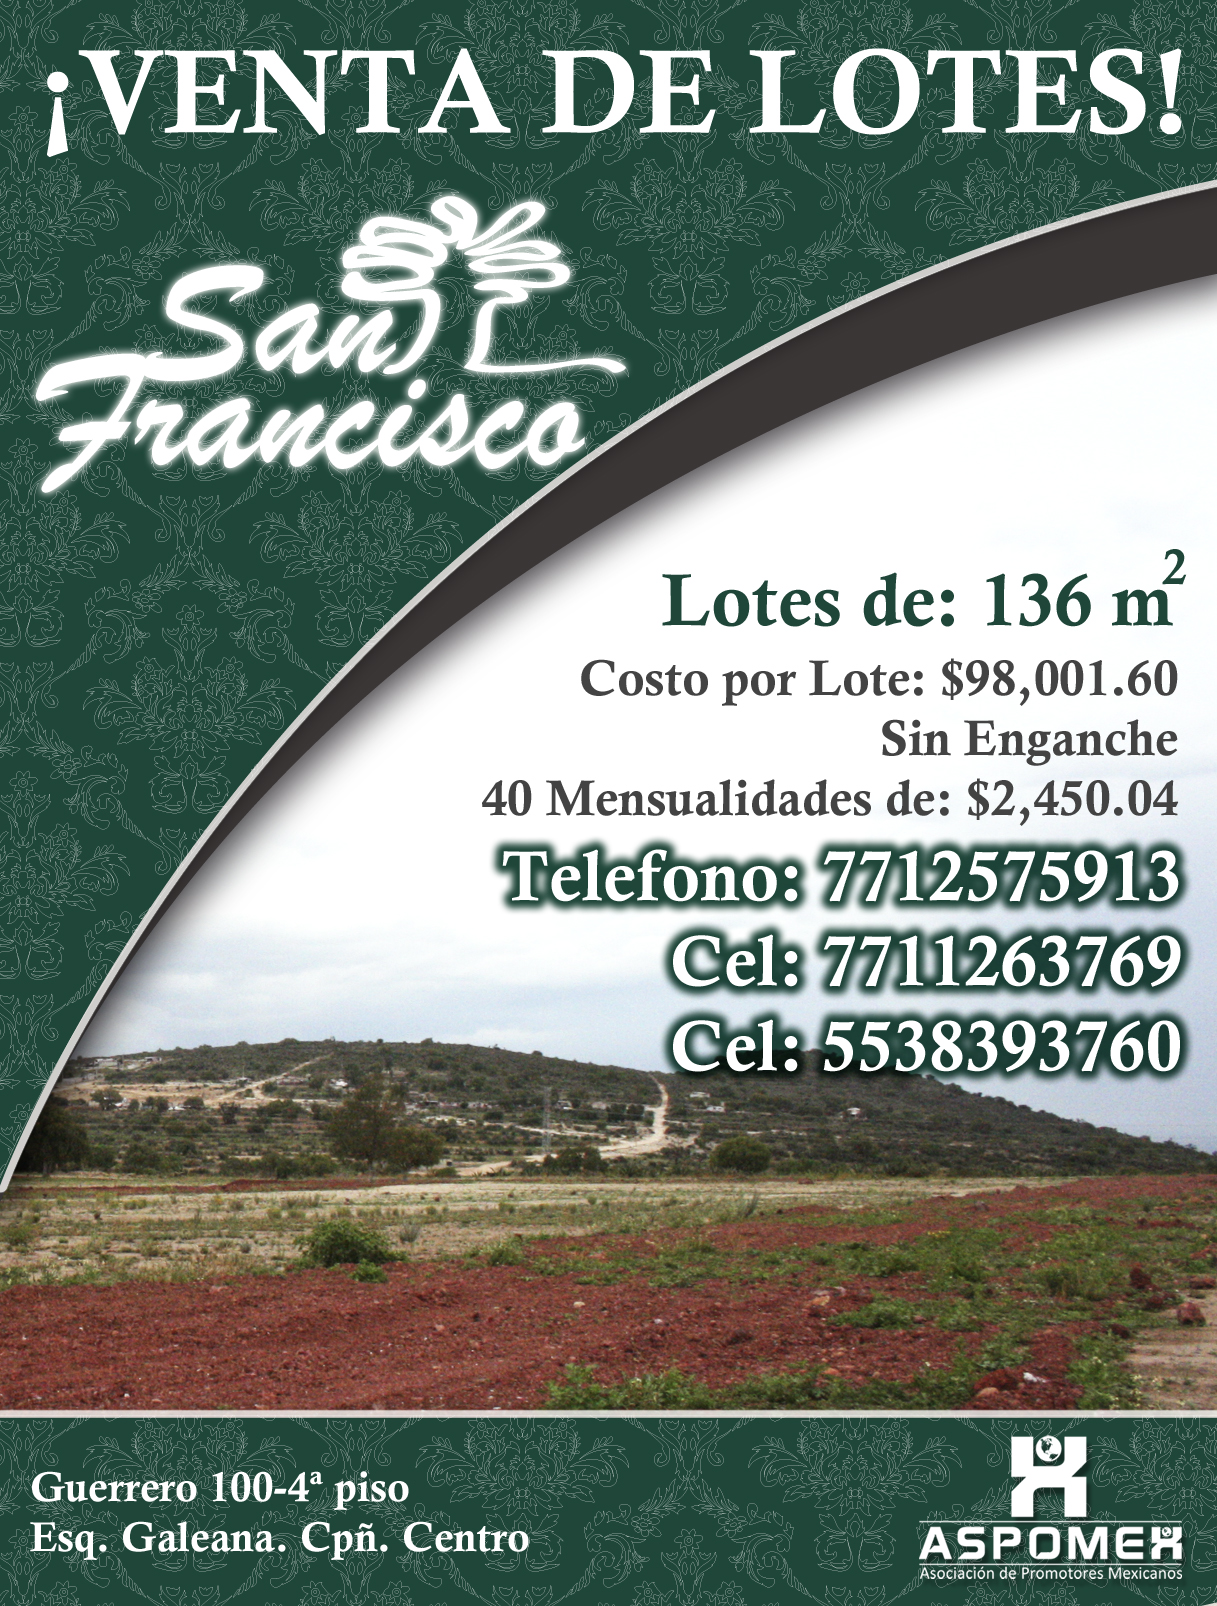 ¡VENTA DE LOTES!
San
Francisco
Lotes de: 136 m²
Costo por Lote: $98,001.60
Sin Enganche
40 Mensualidades de: $2,450.04
Telefono: 7712575913
Cel: 7711263769
Cel: 5538393760
Guerrero 100-4ª piso
Esq. Galeana. Cpñ. Centro
ASPOMEX
Asociación de Promotores Mexicanos